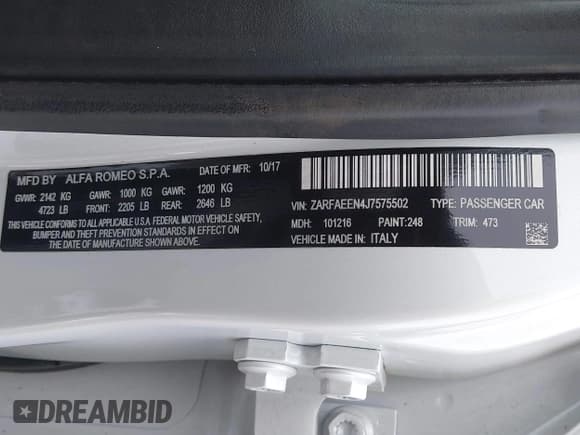 MFD BY ALFA ROMEO S.P.A. DATE OF MFR: 10/17
GVWR: 2142 KG GAWR: 1000 KG GAWR: 1200 KG
4723 LB FRONT: 2205 LB REAR: 2646 LB
THIS VEHICLE CONFORMS TO ALL APPLICABLE U.S.A. FEDERAL MOTOR VEHICLE SAFETY,
BUMPER AND THEFT PREVENTION STANDARDS IN EFFECT ON
THE DATE OF MANUFACTURE SHOWN ABOVE.
VIN: ZARFAEEN4J7575502 TYPE: PASSENGER CAR
MDH: 101216 PAINT:248 TRIM: 473
VEHICLE MADE IN: ITALY
DREAMBID